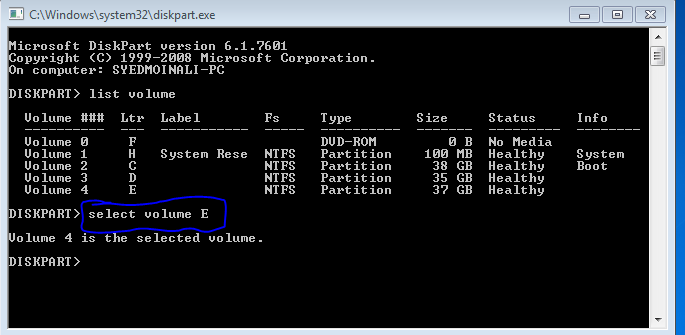 C:\Windows\system32\diskpart.exe
Microsoft DiskPart version 6.1.7601
Copyright (C) 1999-2008 Microsoft Corporation.
On computer: SYEDMOINALI-PC
DISKPART> list volume
Volume ### Ltr Label Fs Type Size Status Info
---------- --- ----------- ----- ---------- ------- --------- --------
Volume 0 F DVD-ROM 0 B No Media
Volume 1 H System Rese NTFS Partition 100 MB Healthy System
Volume 2 C NTFS Partition 38 GB Healthy Boot
Volume 3 D NTFS Partition 35 GB Healthy
Volume 4 E NTFS Partition 37 GB Healthy
DISKPART> select volume E
Volume 4 is the selected volume.
DISKPART>